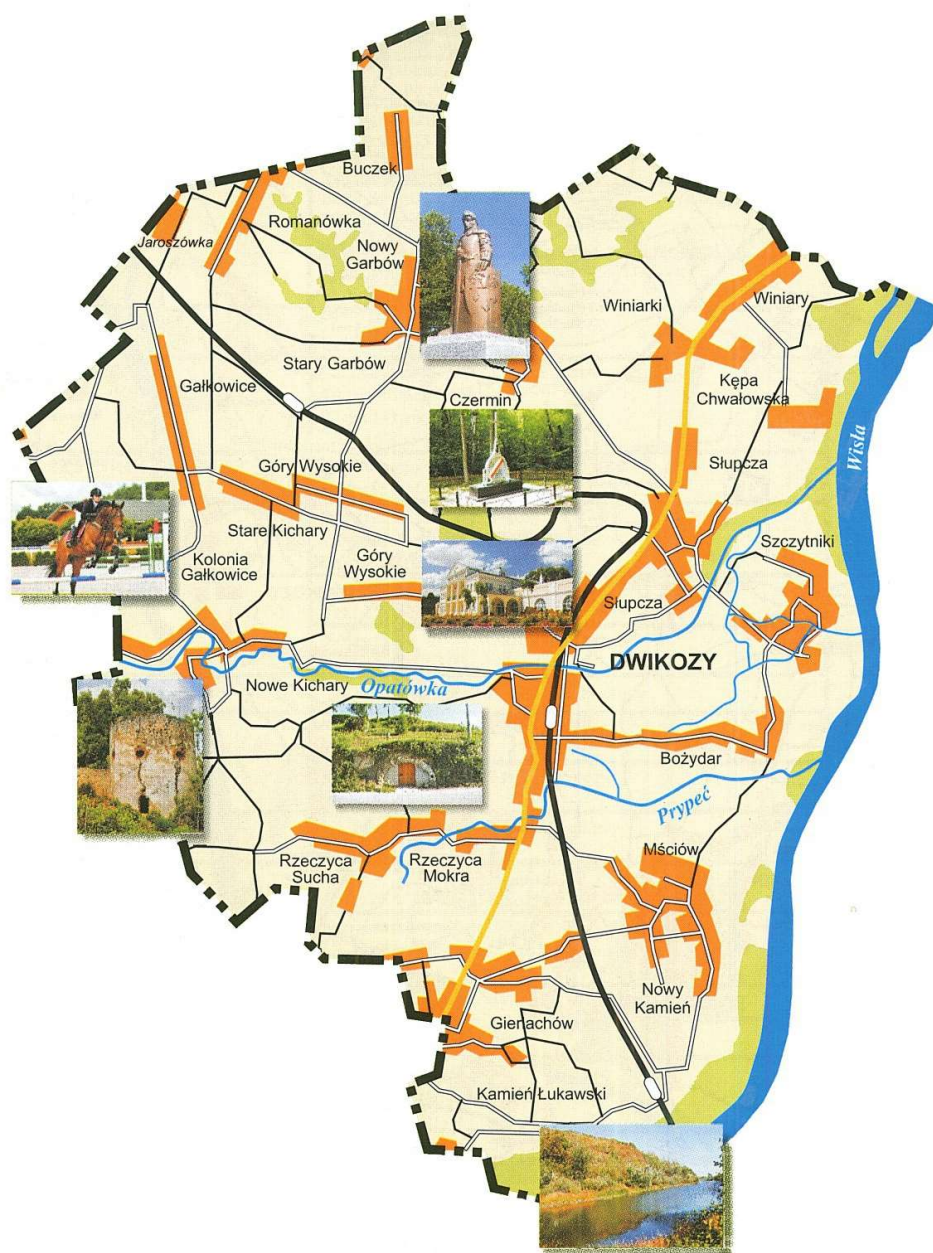 Buczek
Romanówka
Jaroszówka
Nowy
Garbów
Winiarki
Winiary
Stary Garbów
Gałkowice
Czermin
Kępa
Chwałowska
Wisła
Góry Wysokie
Słupcza
Stare Kichary
Kolonia
Gałkowice
Góry
Wysokie
Szczytniki
Słupcza
DWIKOZY
Nowe Kichary
Opatówka
Bożydar
Prypeć
Mściów
Rzeczyca
Sucha
Rzeczyca
Mokra
Nowy
Kamień
Gierlachów
Kamień Łukawski